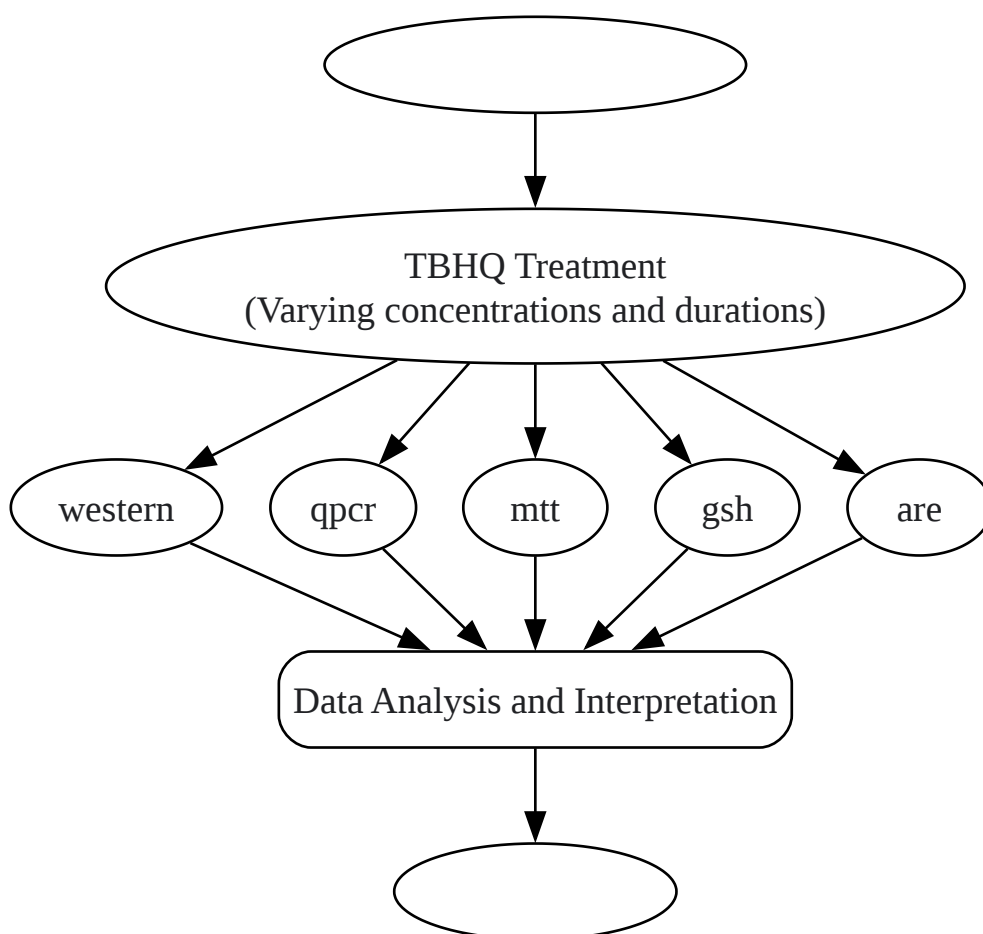 TBHQ Treatment
(Varying concentrations and durations)
western
qpcr
mtt
gsh
are
Data Analysis and Interpretation